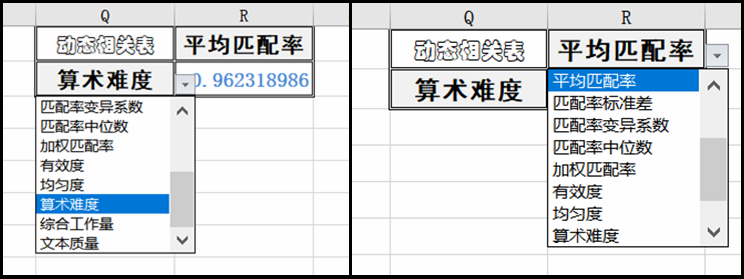 Q R
动态相关表 平均匹配率
算术难度 0.962318986
匹配率变异系数
匹配率中位数
加权匹配率
有效度
均匀度
算术难度
综合工作量
文本质量
Q R
动态相关表 平均匹配率
算术难度
平均匹配率
匹配率标准差
匹配率变异系数
匹配率中位数
加权匹配率
有效度
均匀度
算术难度